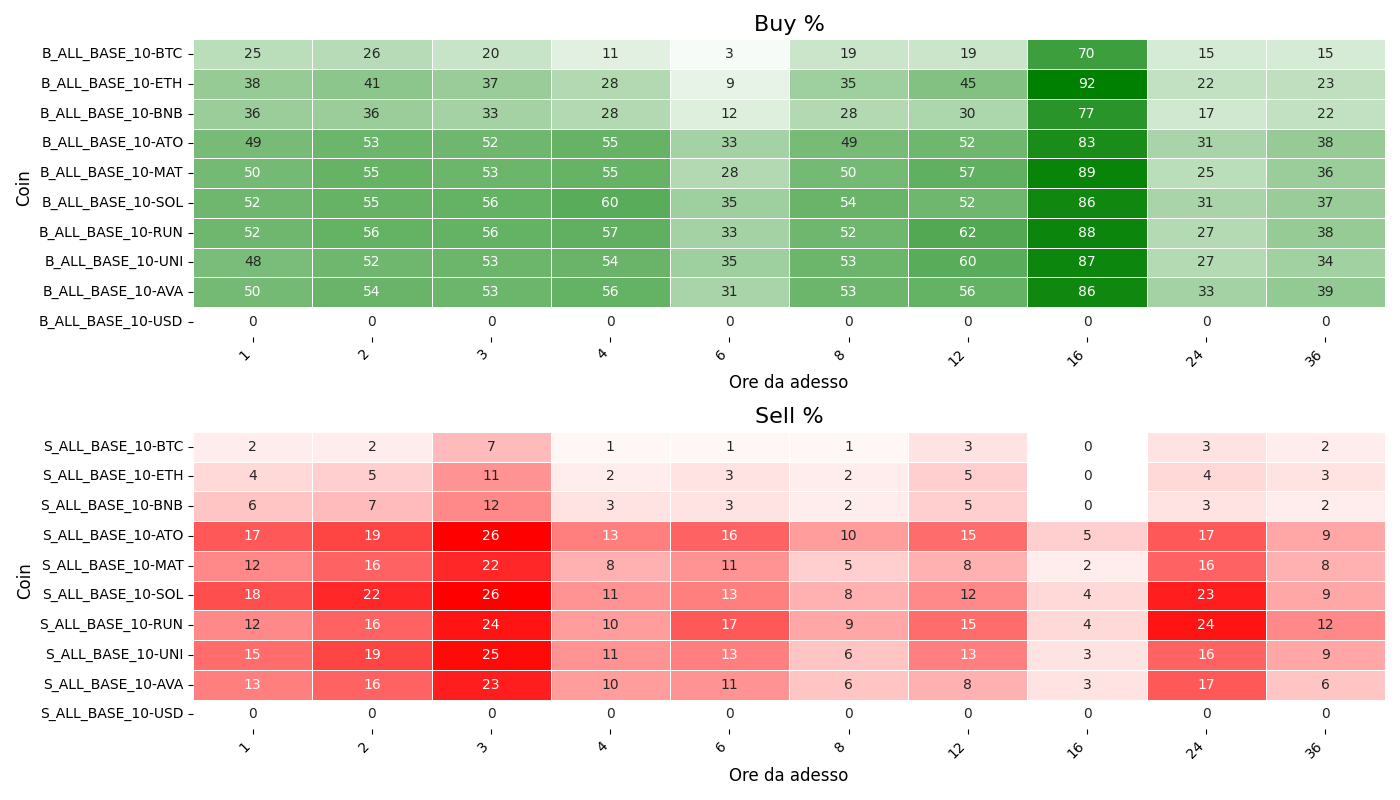 Buy %
Coin
B_ALL_BASE_10-BTC 25 26 20 11 3 19 19 70 15 15
B_ALL_BASE_10-ETH 38 41 37 28 9 35 45 92 22 23
B_ALL_BASE_10-BNB 36 36 33 28 12 28 30 77 17 22
B_ALL_BASE_10-ATO 49 53 52 55 33 49 52 83 31 38
B_ALL_BASE_10-MAT 50 55 53 55 28 50 57 89 25 36
B_ALL_BASE_10-SOL 52 55 56 60 35 54 52 86 31 37
B_ALL_BASE_10-RUN 52 56 56 57 33 52 62 88 27 38
B_ALL_BASE_10-UNI 48 52 53 54 35 53 60 87 27 34
B_ALL_BASE_10-AVA 50 54 53 56 31 53 56 86 33 39
B_ALL_BASE_10-USD 0 0 0 0 0 0 0 0 0 0
1 2 3 4 6 8 12 16 24 36
Ore da adesso
Sell %
Coin
S_ALL_BASE_10-BTC 2 2 7 1 1 1 3 0 3 2
S_ALL_BASE_10-ETH 4 5 11 2 3 2 5 0 4 3
S_ALL_BASE_10-BNB 6 7 12 3 3 2 5 0 3 2
S_ALL_BASE_10-ATO 17 19 26 13 16 10 15 5 17 9
S_ALL_BASE_10-MAT 12 16 22 8 11 5 8 2 16 8
S_ALL_BASE_10-SOL 18 22 26 11 13 8 12 4 23 9
S_ALL_BASE_10-RUN 12 16 24 10 17 9 15 4 24 12
S_ALL_BASE_10-UNI 15 19 25 11 13 6 13 3 16 9
S_ALL_BASE_10-AVA 13 16 23 10 11 6 8 3 17 6
S_ALL_BASE_10-USD 0 0 0 0 0 0 0 0 0 0
1 2 3 4 6 8 12 16 24 36
Ore da adesso